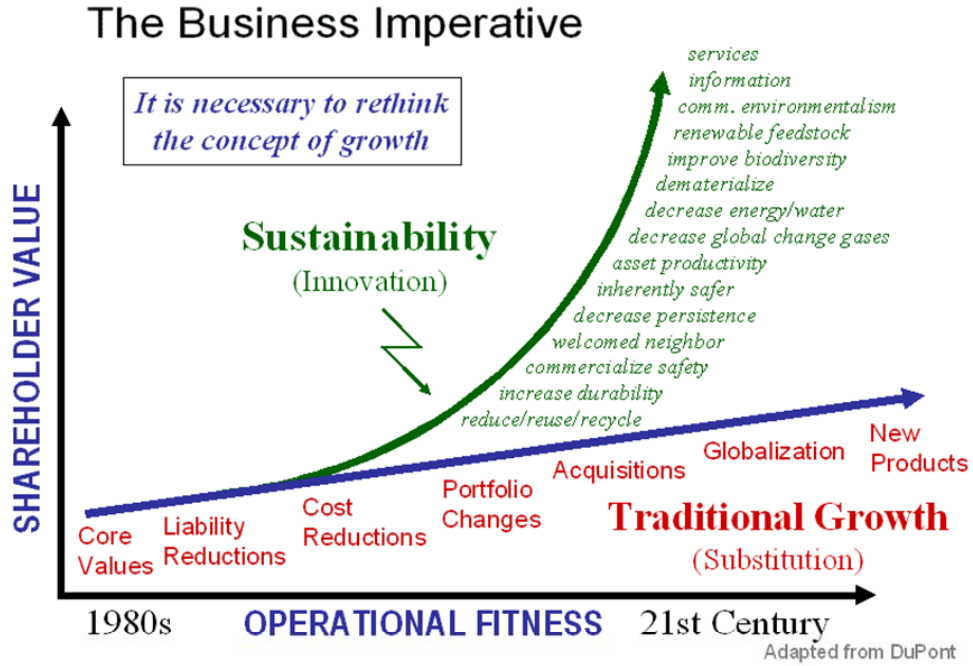 The Business Imperative
It is necessary to rethink
the concept of growth
SHAREHOLDER VALUE
Sustainability
(Innovation)
services
information
comm. environmentalism
renewable feedstock
improve biodiversity
dematerialize
decrease energy/water
decrease global change gases
asset productivity
inherently safer
decrease persistence
welcomed neighbor
commercialize safety
increase durability
reduce/reuse/recycle
Core
Values
Liability
Reductions
Cost
Reductions
Portfolio
Changes
Acquisitions
Globalization
New
Products
Traditional Growth
(Substitution)
1980s
OPERATIONAL FITNESS
21st Century
Adapted from DuPont